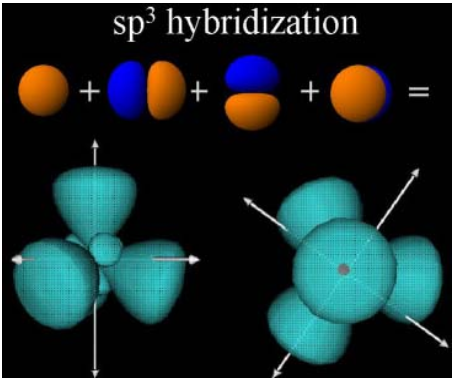 sp³ hybridization
+ + + =